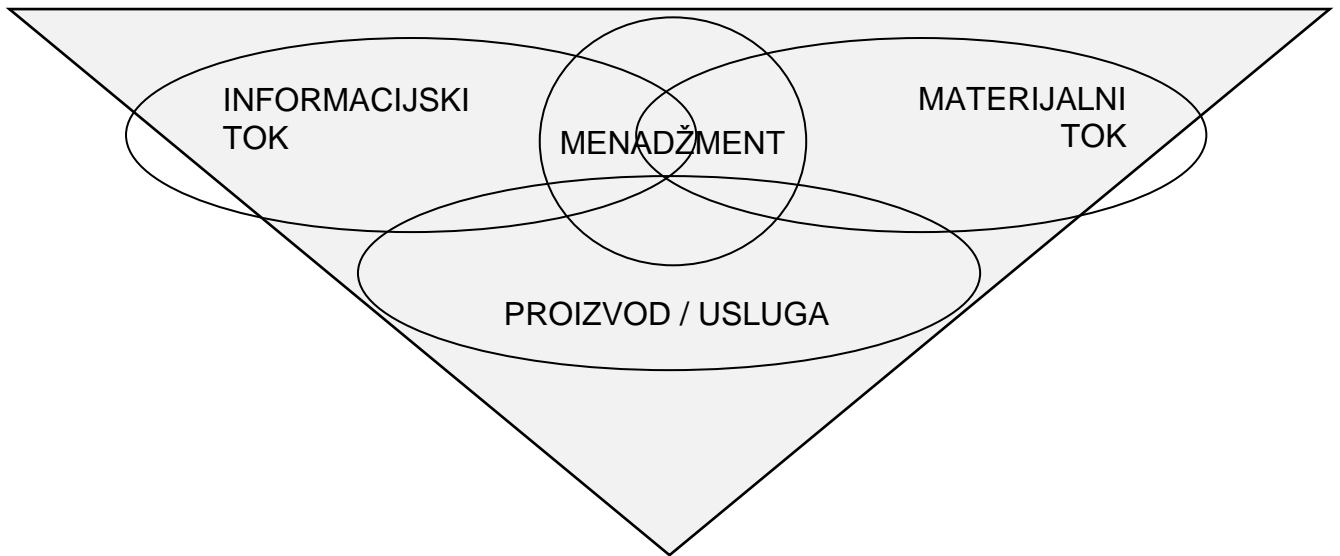 INFORMACIJSKI
TOK
MENADŽMENT
MATERIJALNI
TOK
PROIZVOD / USLUGA